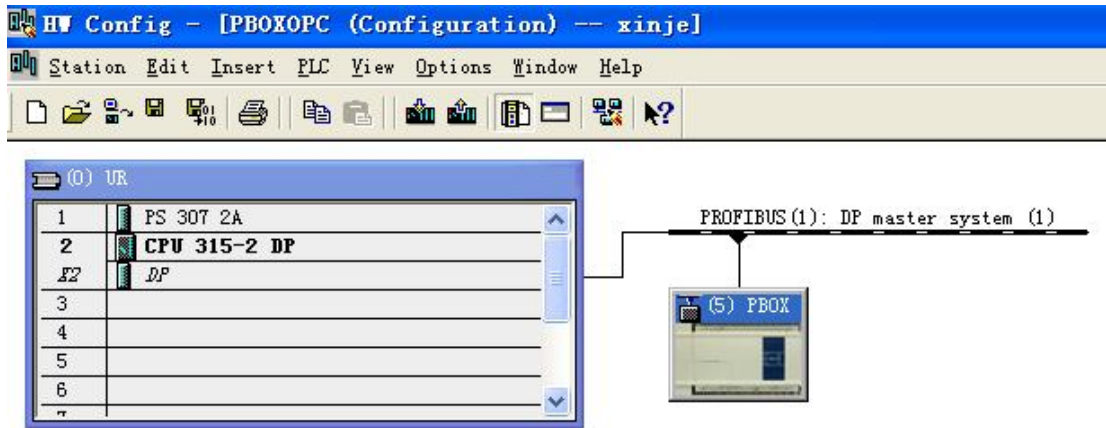 HW Config - [PBOXOPC (Configuration) -- xinje]
Station Edit Insert PLC View Options Window Help
(0) UR
1 PS 307 2A
2 CPU 315-2 DP
X2 DP
3
4
5
6
7
PROFIBUS(1): DP master system (1)
(5) PBOX